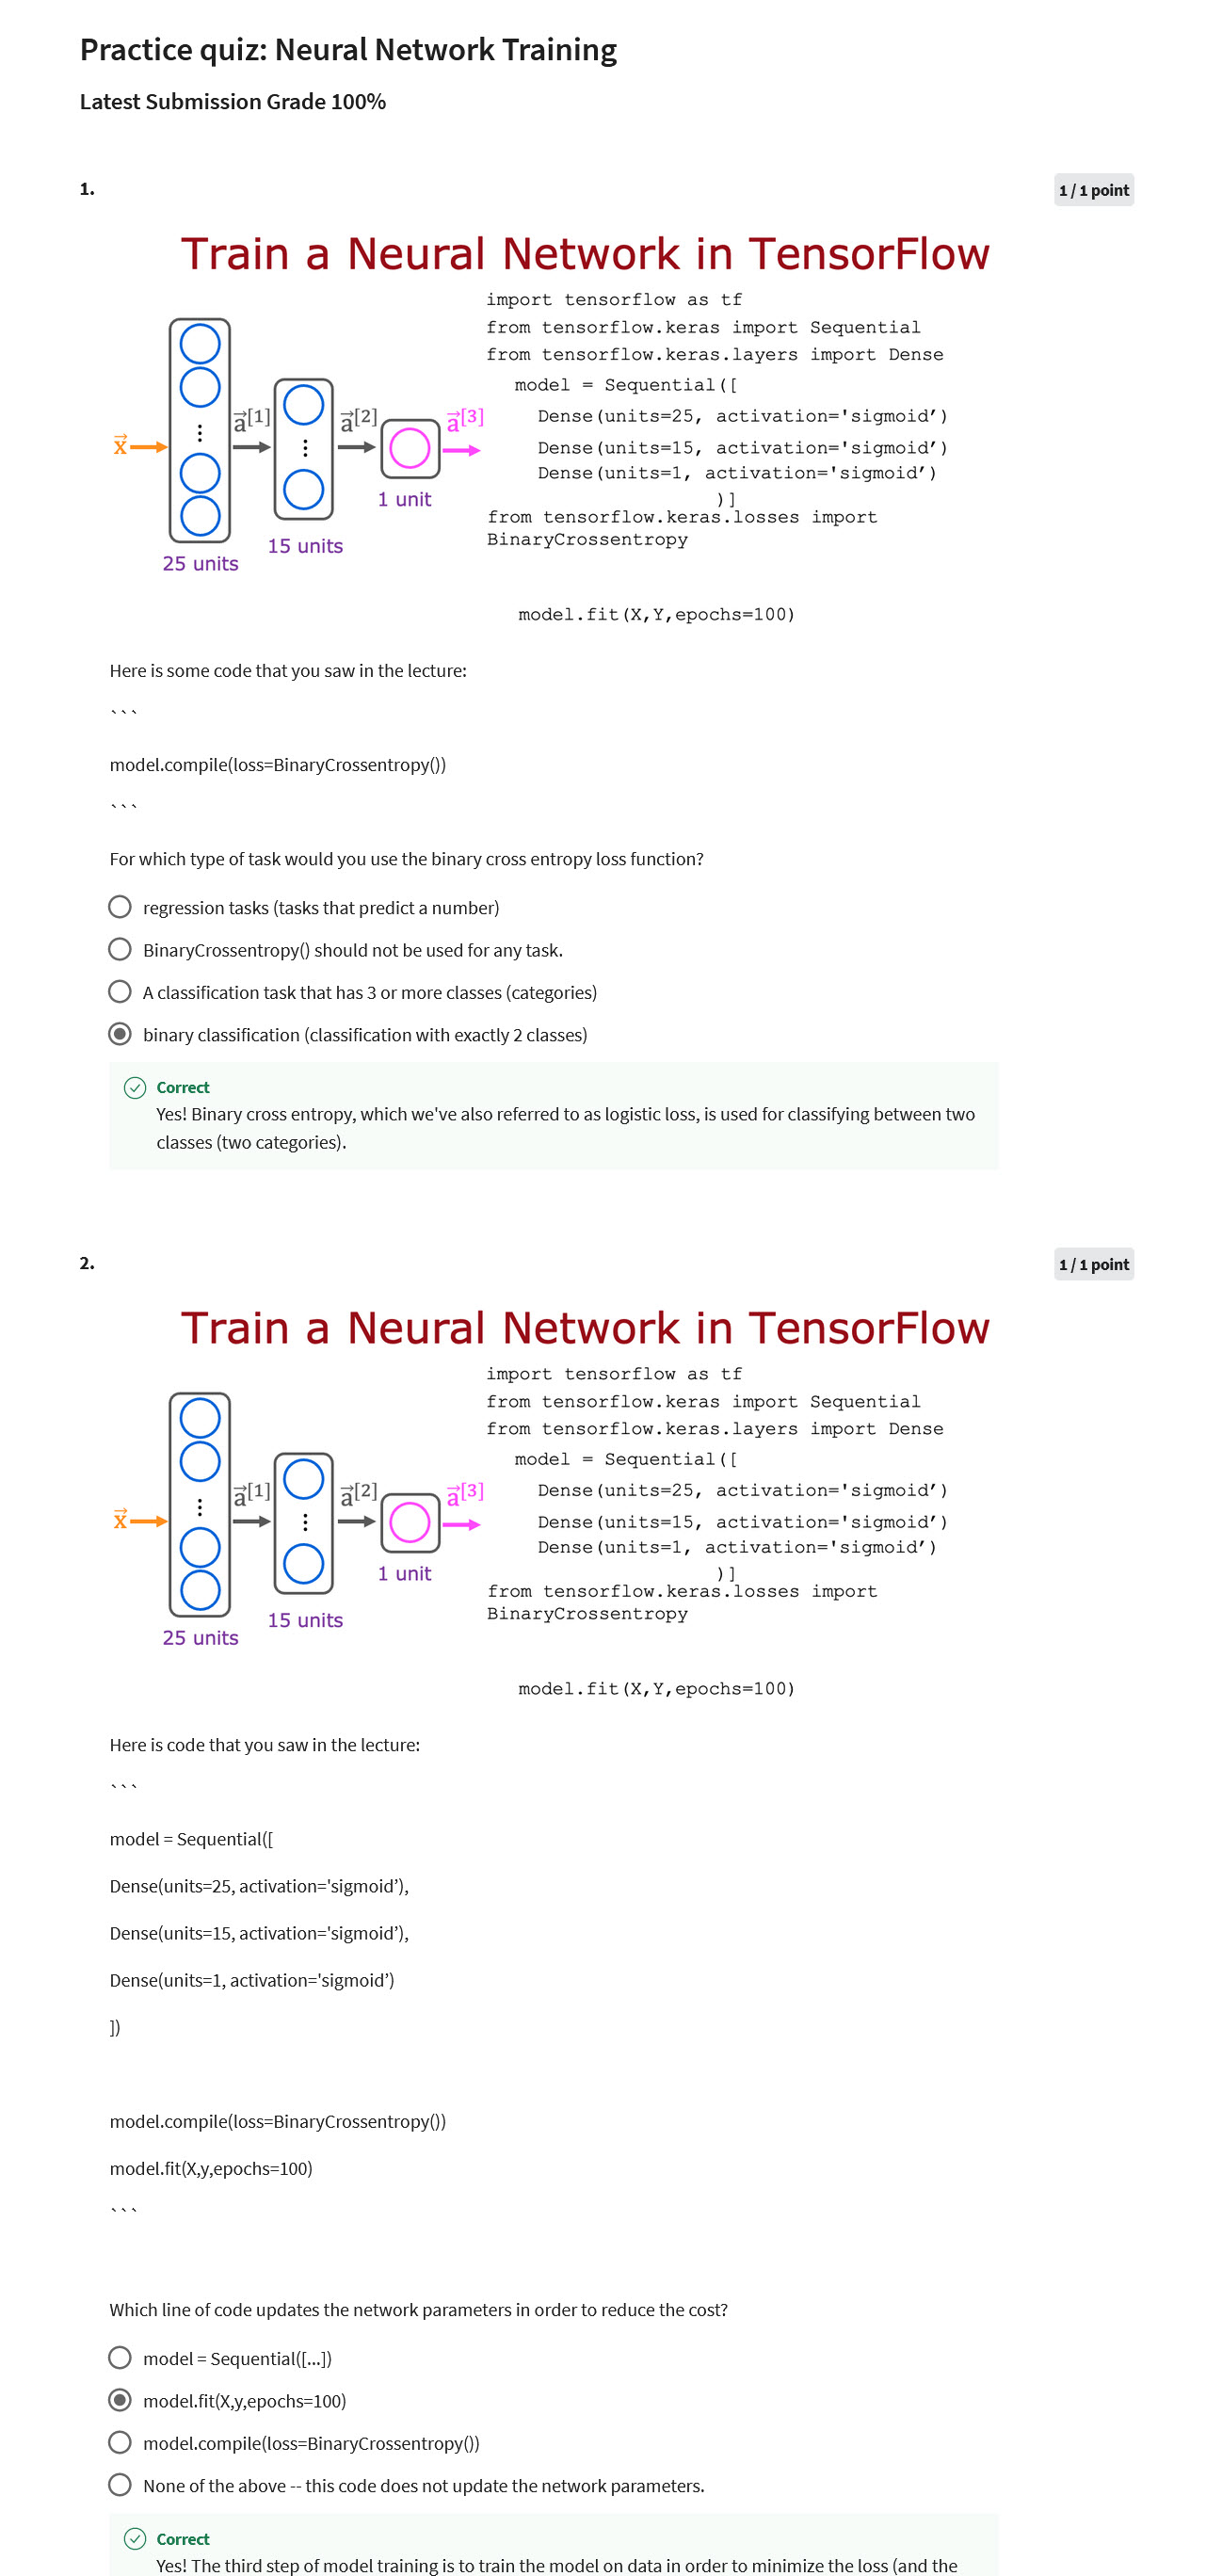 Practice quiz: Neural Network Training
Latest Submission Grade 100%
1.
1 / 1 point
Train a Neural Network in TensorFlow
import tensorflow as tf
from tensorflow.keras import Sequential
from tensorflow.keras.layers import Dense
model = Sequential([
Dense(units=25, activation='sigmoid’)
Dense(units=15, activation='sigmoid’)
Dense(units=1, activation='sigmoid’)
)]
from tensorflow.keras.losses import
BinaryCrossentropy
model.fit(X,Y,epochs=100)
x⃗
a⃗[1]
a⃗[2]
a⃗[3]
25 units
15 units
1 unit
Here is some code that you saw in the lecture:
```
model.compile(loss=BinaryCrossentropy())
```
For which type of task would you use the binary cross entropy loss function?
regression tasks (tasks that predict a number)
BinaryCrossentropy() should not be used for any task.
A classification task that has 3 or more classes (categories)
binary classification (classification with exactly 2 classes)
Correct
Yes! Binary cross entropy, which we've also referred to as logistic loss, is used for classifying between two
classes (two categories).
2.
1 / 1 point
Train a Neural Network in TensorFlow
import tensorflow as tf
from tensorflow.keras import Sequential
from tensorflow.keras.layers import Dense
model = Sequential([
Dense(units=25, activation='sigmoid’)
Dense(units=15, activation='sigmoid’)
Dense(units=1, activation='sigmoid’)
)]
from tensorflow.keras.losses import
BinaryCrossentropy
model.fit(X,Y,epochs=100)
x⃗
a⃗[1]
a⃗[2]
a⃗[3]
25 units
15 units
1 unit
Here is code that you saw in the lecture:
```
model = Sequential([
Dense(units=25, activation='sigmoid’),
Dense(units=15, activation='sigmoid’),
Dense(units=1, activation='sigmoid’)
])
model.compile(loss=BinaryCrossentropy())
model.fit(X,y,epochs=100)
```
Which line of code updates the network parameters in order to reduce the cost?
model = Sequential([...])
model.fit(X,y,epochs=100)
model.compile(loss=BinaryCrossentropy())
None of the above -- this code does not update the network parameters.
Correct
Yes! The third step of model training is to train the model on data in order to minimize the loss (and the